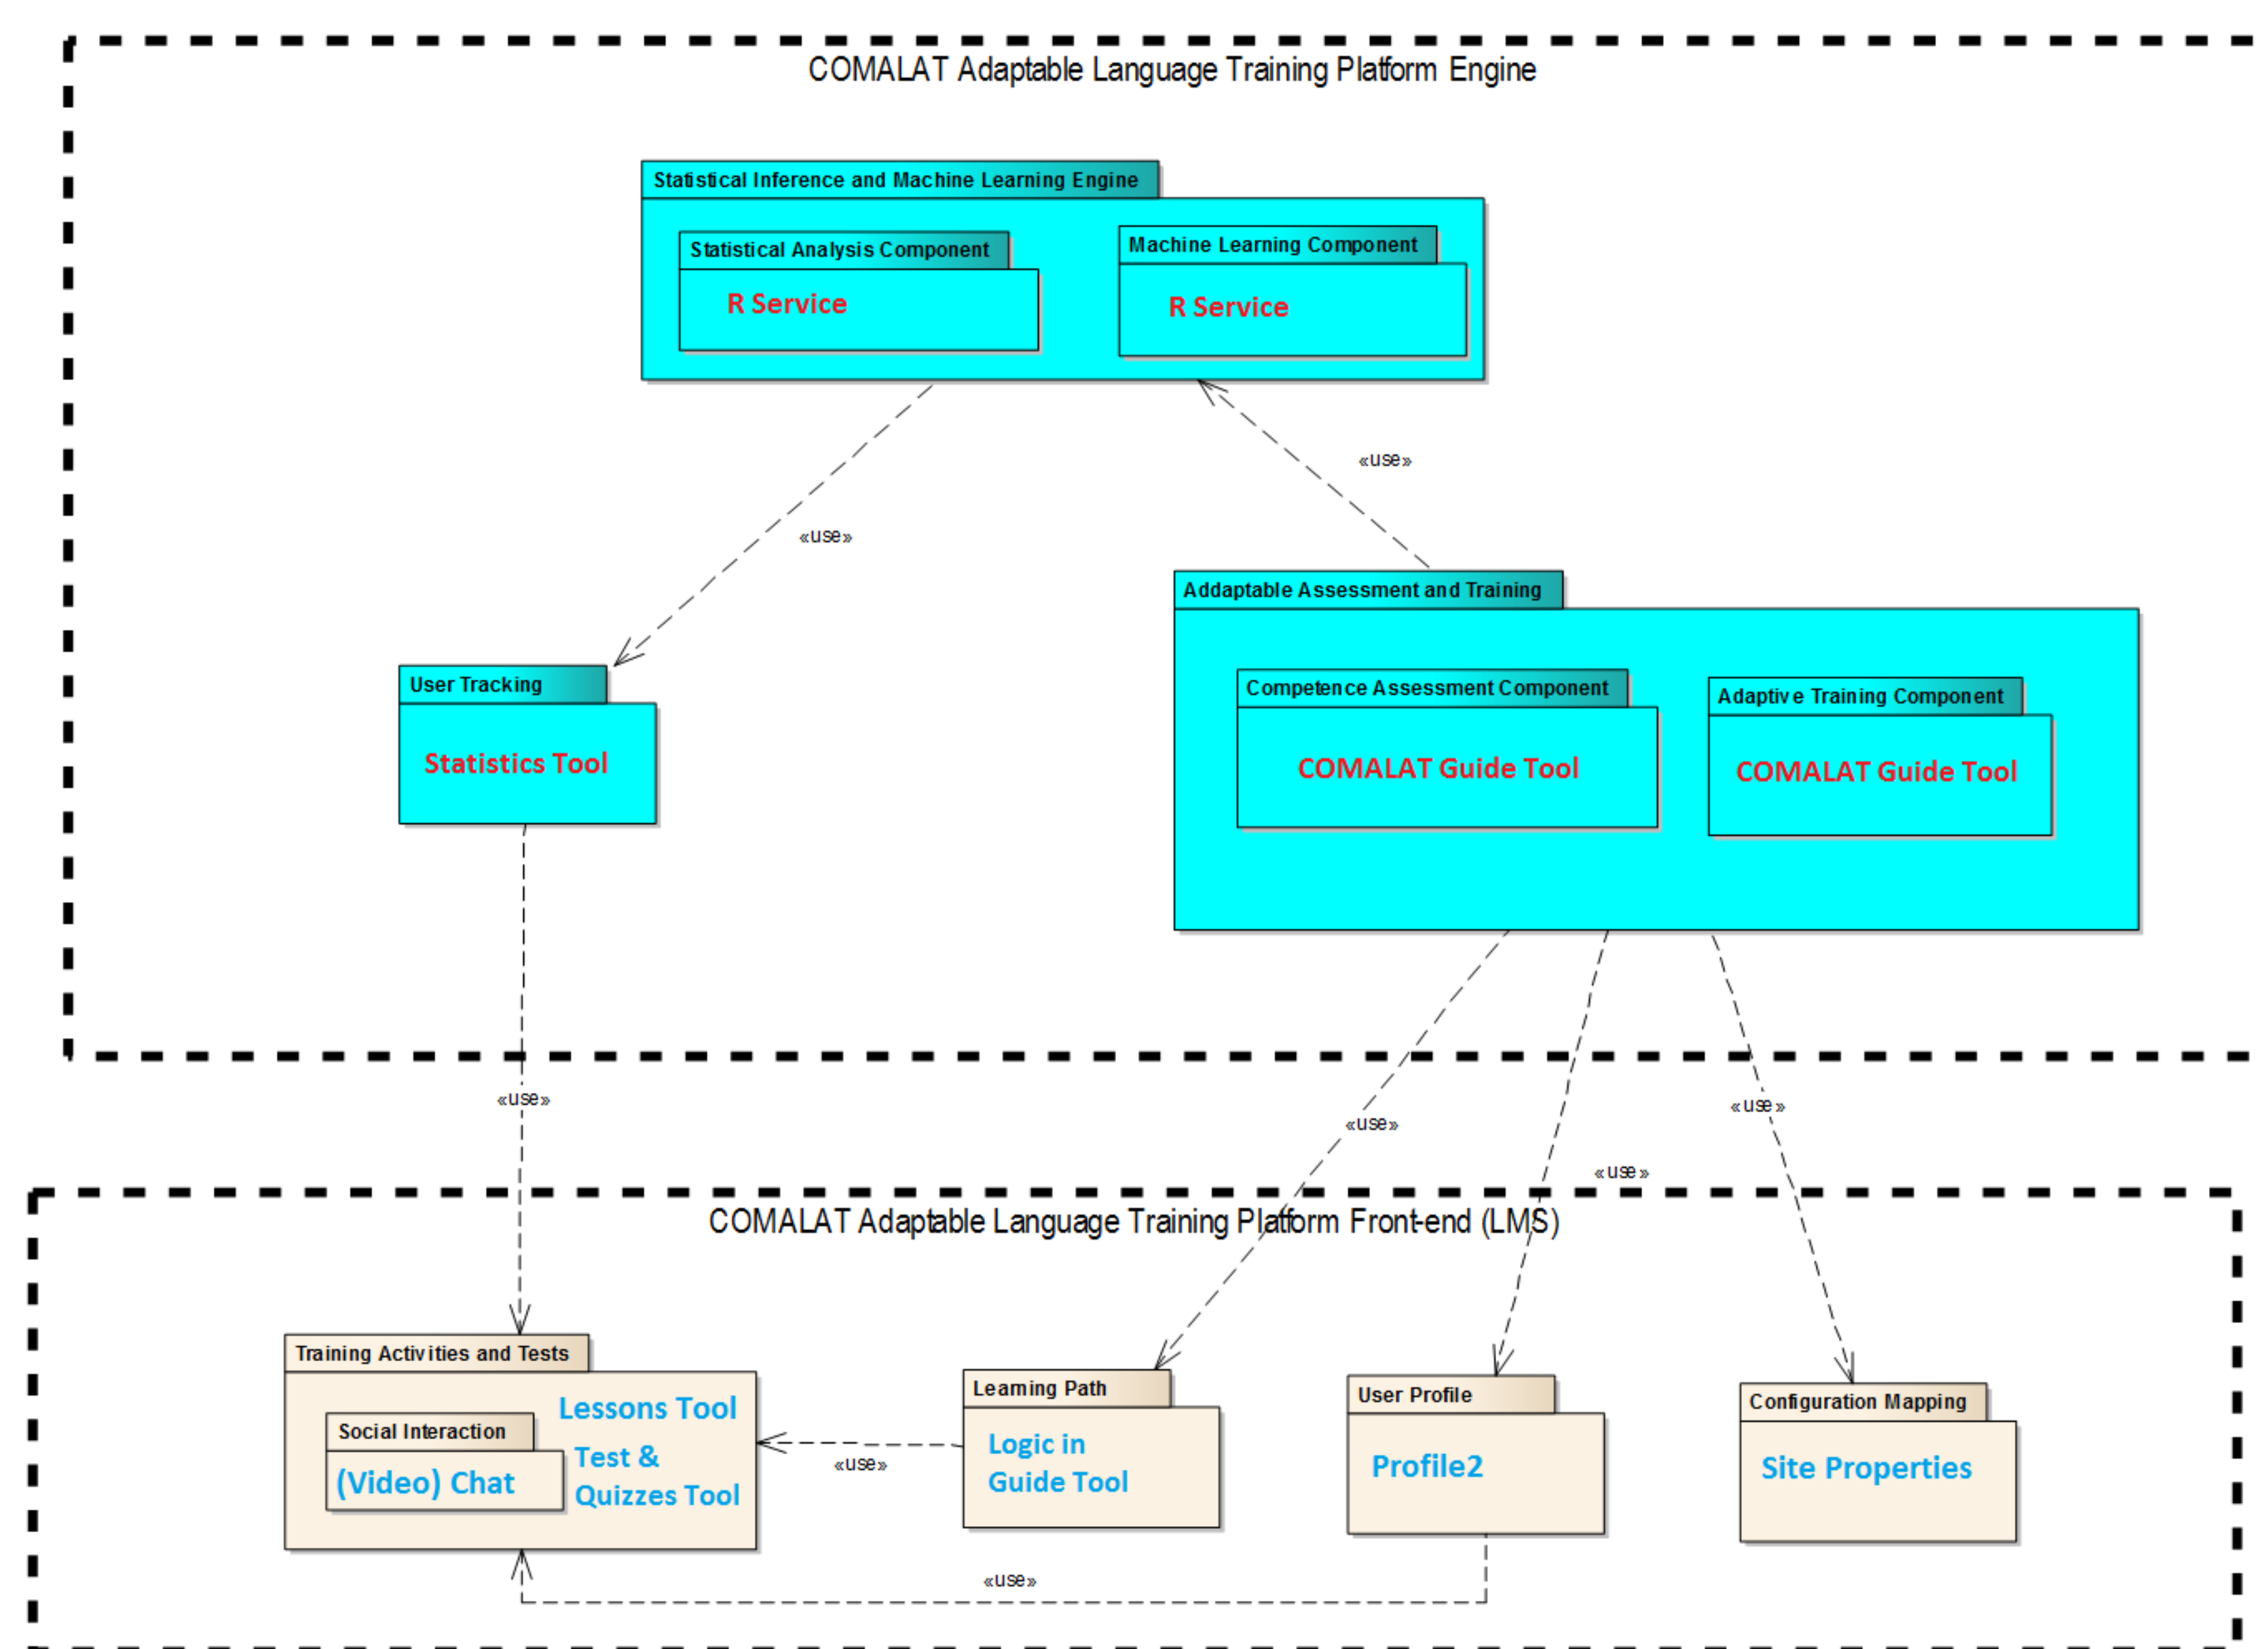 COMALAT Adaptable Language Training Platform Engine
Statistical Inference and Machine Learning Engine
Statistical Analysis Component
R Service
Machine Learning Component
R Service
«use»
«use»
Addaptable Assessment and Training
User Tracking
Statistics Tool
Competence Assessment Component
COMALAT Guide Tool
Adaptive Training Component
COMALAT Guide Tool
«use»
«use»
«use»
«use»
COMALAT Adaptable Language Training Platform Front-end (LMS)
Training Activities and Tests
Lessons Tool
Social Interaction
(Video) Chat
Test &
Quizzes Tool
«use»
Learning Path
Logic in
Guide Tool
User Profile
Profile2
Configuration Mapping
Site Properties
«use»